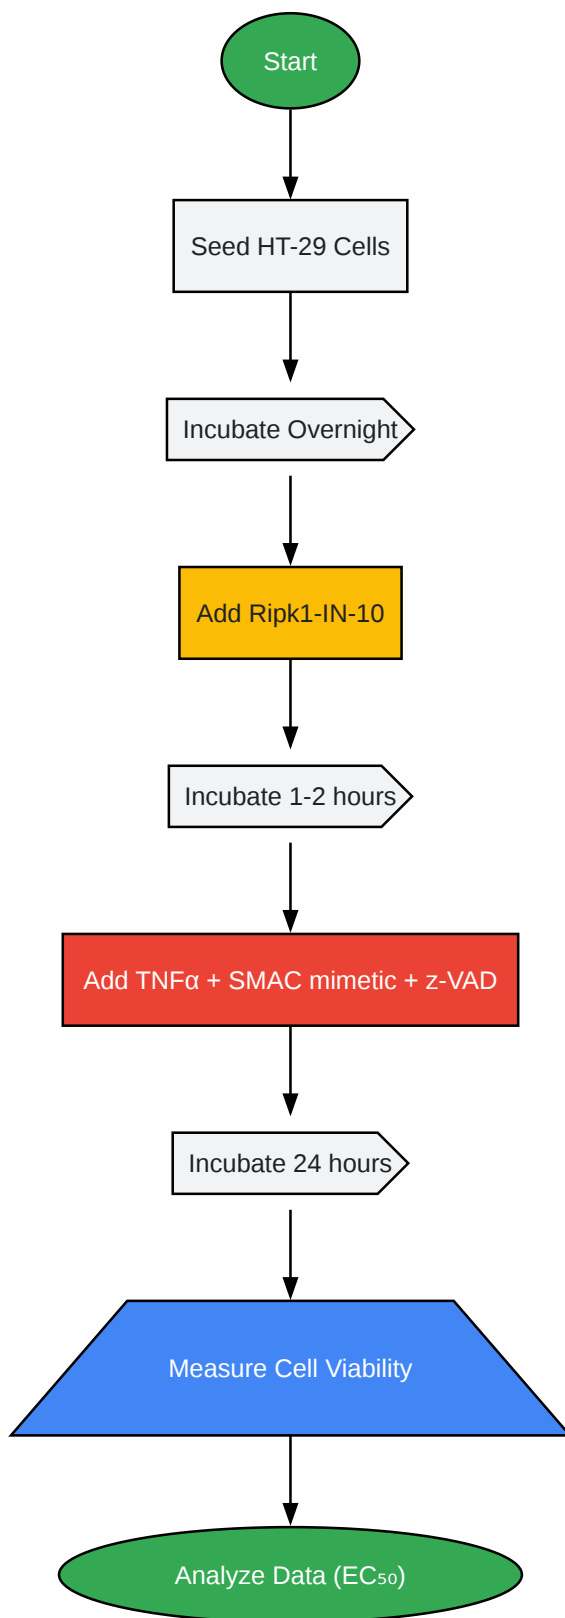 Start
Seed HT-29 Cells
Incubate Overnight
Add Ripk1-IN-10
Incubate 1-2 hours
Add TNFα + SMAC mimetic + z-VAD
Incubate 24 hours
Measure Cell Viability
Analyze Data (EC₅₀)